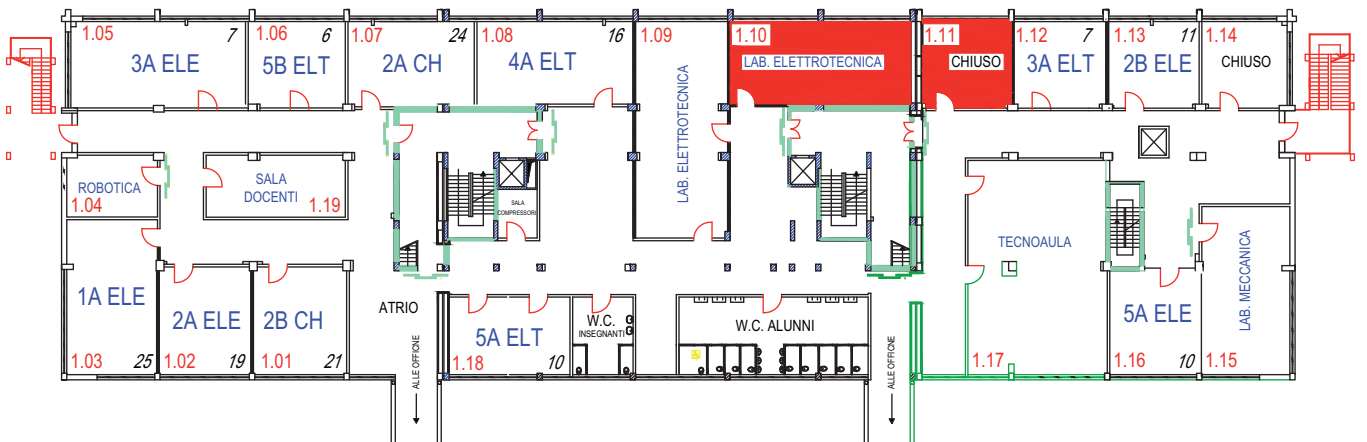 1.05
7
3A ELE
1.06
6
5B ELT
1.07
24
2A CH
1.08
16
4A ELT
1.09
LAB. ELETTROTECNICA
1.10
LAB. ELETTROTECNICA
1.11
CHIUSO
1.12
7
3A ELT
1.13
11
2B ELE
1.14
CHIUSO
ROBOTICA
1.04
SALA
DOCENTI
1.19
SALA
COMPRESSORI
TECNOAULA
1.17
LAB. MECCANICA
1.15
1A ELE
1.03
25
2A ELE
1.02
19
2B CH
1.01
21
ATRIO
ALLE OFFICINE
5A ELT
1.18
10
W.C.
INSEGNANTI
W.C. ALUNNI
ALLE OFFICINE
5A ELE
1.16
10